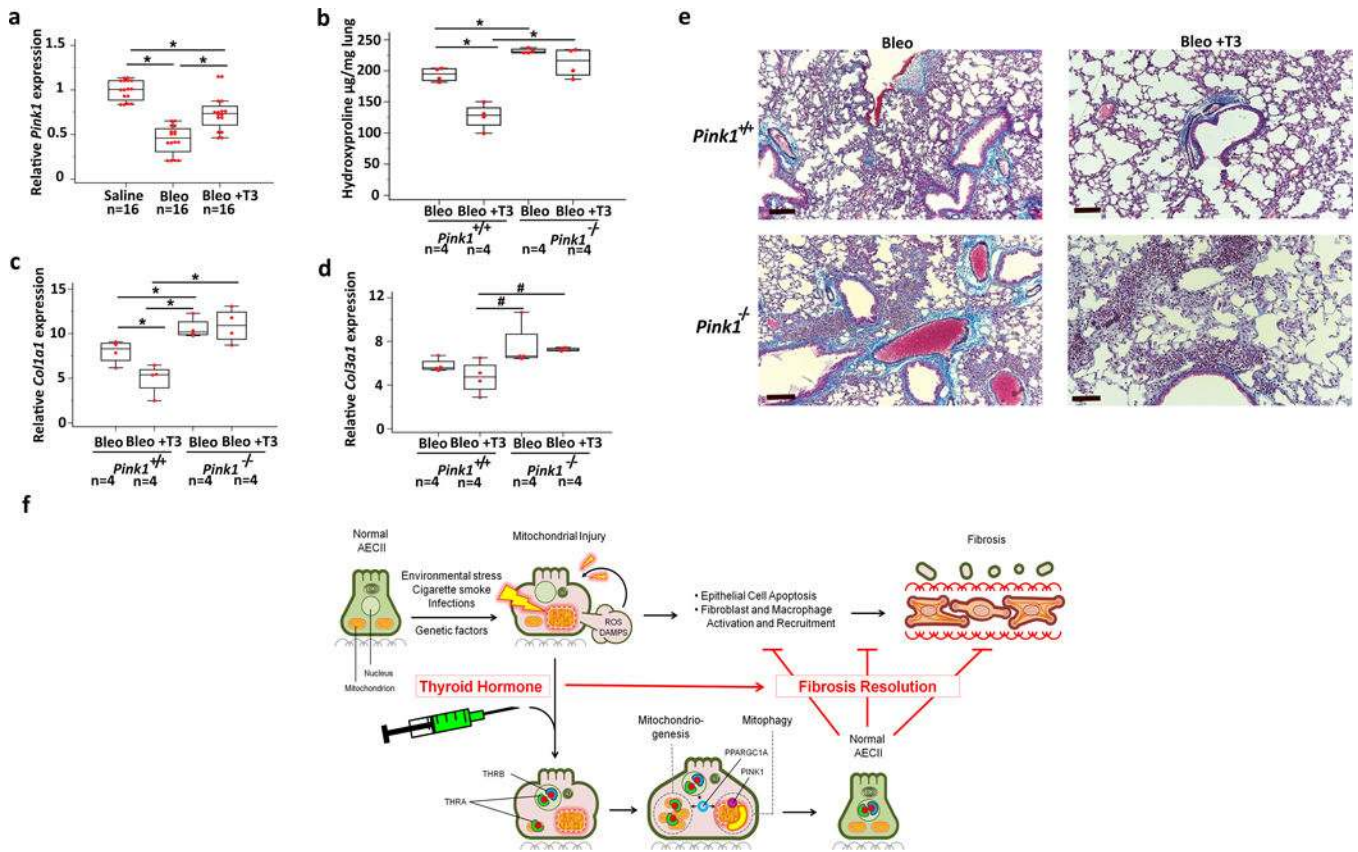 a
Relative Pink1 expression
1.5
1
0.5
0
*
*
*
Saline Bleo Bleo +T3
n=16 n=16 n=16
b
Hydroxyproline µg/mg lung
250
200
150
100
50
0
*
*
*
Bleo Bleo +T3 Bleo Bleo +T3
Pink1+/+ Pink1-/-
n=4 n=4 n=4 n=4
c
Relative Col1a1 expression
15
10
5
0
*
*
*
*
Bleo Bleo +T3 Bleo Bleo +T3
Pink1+/+ Pink1-/-
n=4 n=4 n=4 n=4
d
Relative Col3a1 expression
12
8
4
0
#
#
Bleo Bleo +T3 Bleo Bleo +T3
Pink1+/+ Pink1-/-
n=4 n=4 n=4 n=4
e
Bleo Bleo +T3
Pink1+/+
Pink1-/-
f
Normal
AECII
Environmental stress
Cigarette smoke
Infections
Genetic factors
Nucleus
Mitochondrion
Mitochondrial Injury
ROS
DAMPS
• Epithelial Cell Apoptosis
• Fibroblast and Macrophage
Activation and Recruitment
Fibrosis
Thyroid Hormone
Fibrosis Resolution
THRB
THRA
Mitochondrio-
genesis
Mitophagy
PPARGC1A
PINK1
Normal
AECII